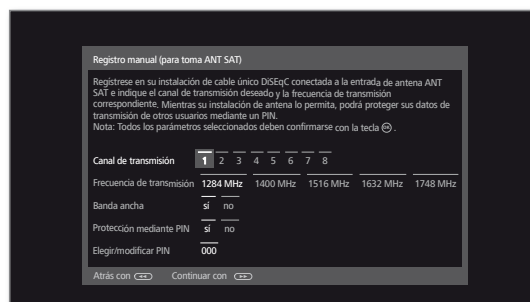 Registro manual (para toma ANT SAT)
Regístrese en su instalación de cable único DiSEqC conectada a la entrada de antena ANT
SAT e indique el canal de transmisión deseado y la frecuencia de transmisión
correspondiente. Mientras su instalación de antena lo permita, podrá proteger sus datos de
transmisión de otros usuarios mediante un PIN.
Nota: Todos los parámetros seleccionados deben confirmarse con la tecla OK.
Canal de transmisión 1 2 3 4 5 6 7 8
Frecuencia de transmisión 1284 MHz 1400 MHz 1516 MHz 1632 MHz 1748 MHz
Banda ancha sí no
Protección mediante PIN sí no
Elegir/modificar PIN 000
Atrás con Continuar con